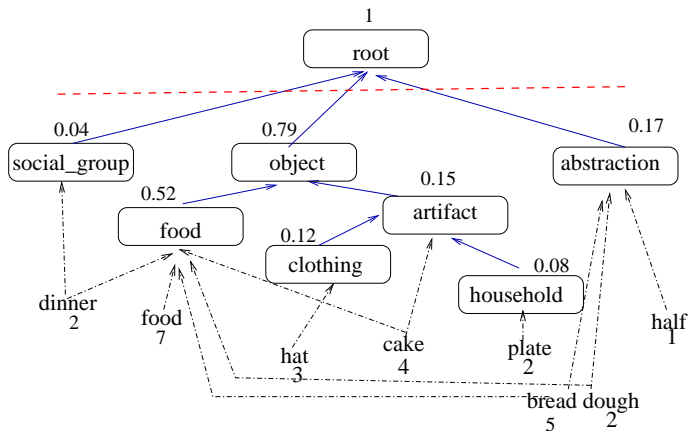 1
root
0.04
0.79
0.17
social_group
object
abstraction
0.52
0.15
food
artifact
0.12
clothing
0.08
household
dinner
2
food
7
hat
3
cake
4
plate
2
half
1
bread dough
5
2